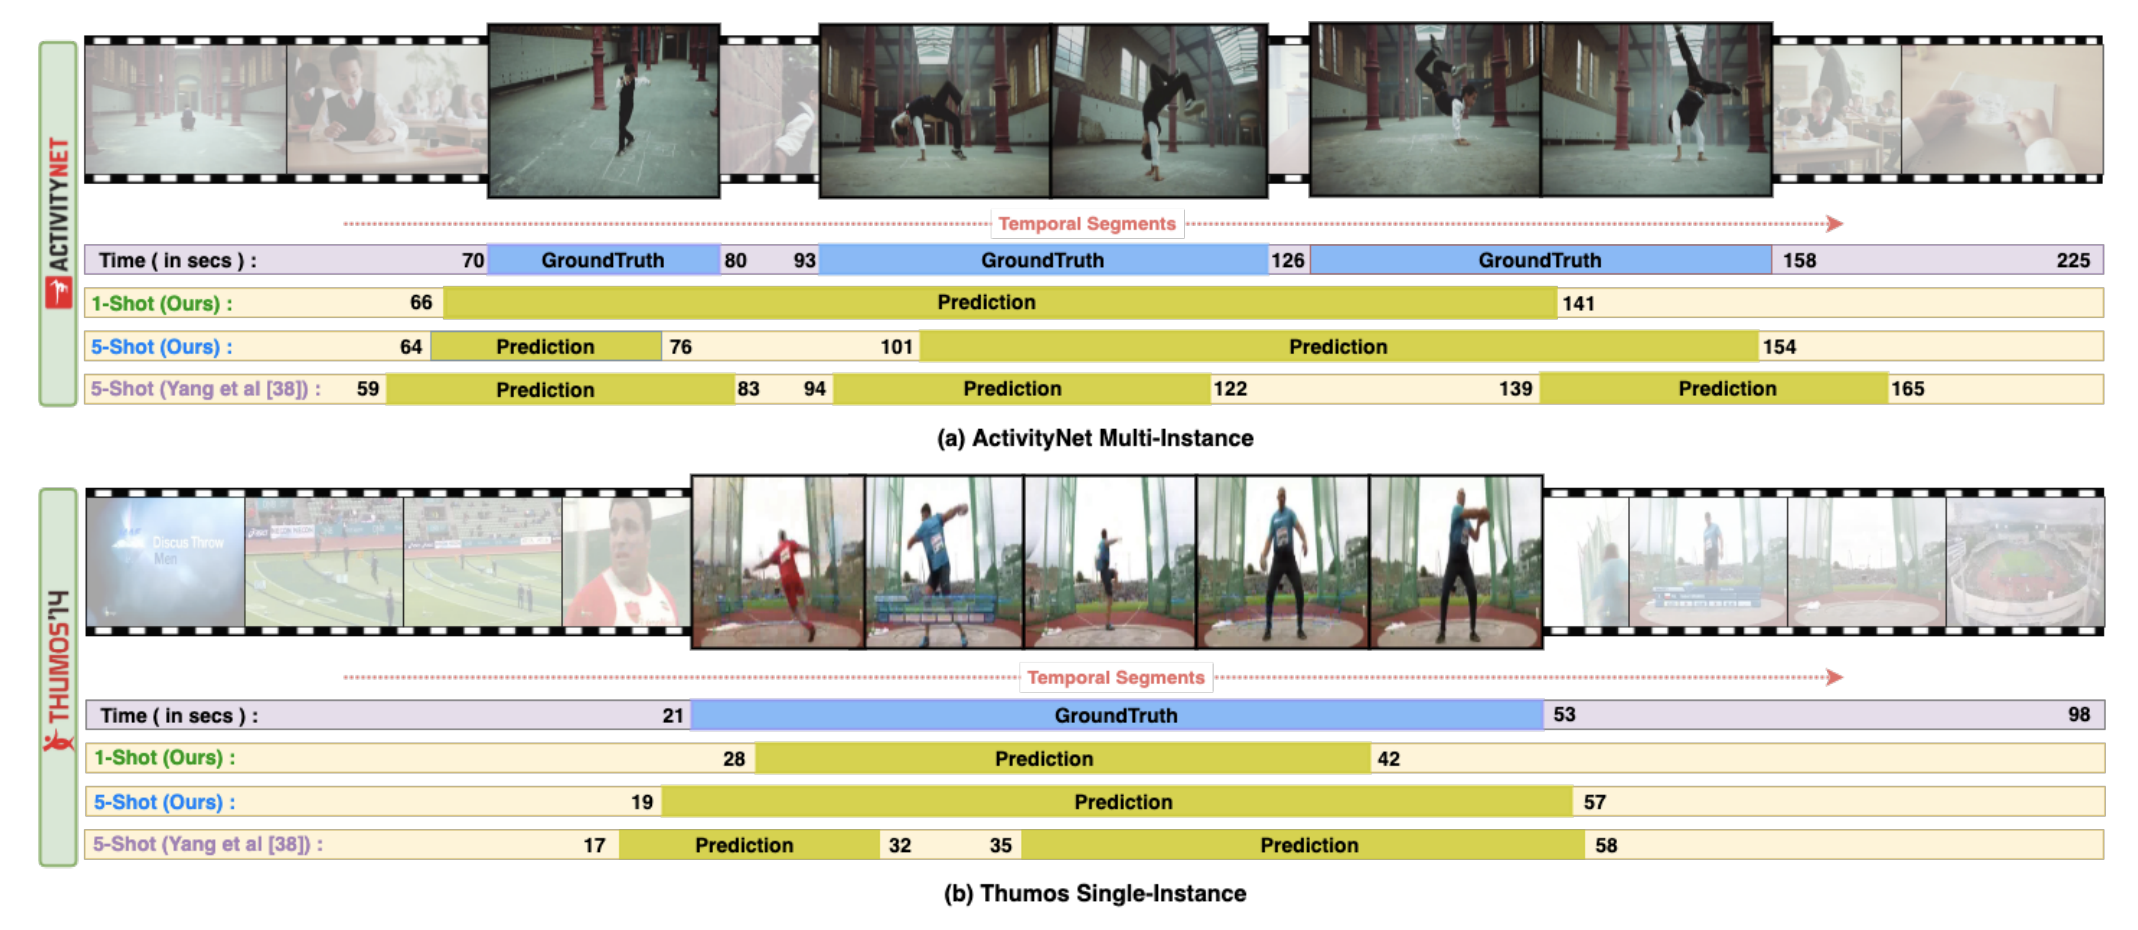 ACTIVITYNET
Temporal Segments
Time ( in secs ) : 70 GroundTruth 80 93 GroundTruth 126 GroundTruth 158 225
1-Shot (Ours) : 66 Prediction 141
5-Shot (Ours) : 64 Prediction 76 101 Prediction 154
5-Shot (Yang et al [38]) : 59 Prediction 83 94 Prediction 122 139 Prediction 165
(a) ActivityNet Multi-Instance
THUMOS'14
Discus Throw
Men
Temporal Segments
Time ( in secs ) : 21 GroundTruth 53 98
1-Shot (Ours) : 28 Prediction 42
5-Shot (Ours) : 19 Prediction 57
5-Shot (Yang et al [38]) : 17 Prediction 32 35 Prediction 58
(b) Thumos Single-Instance